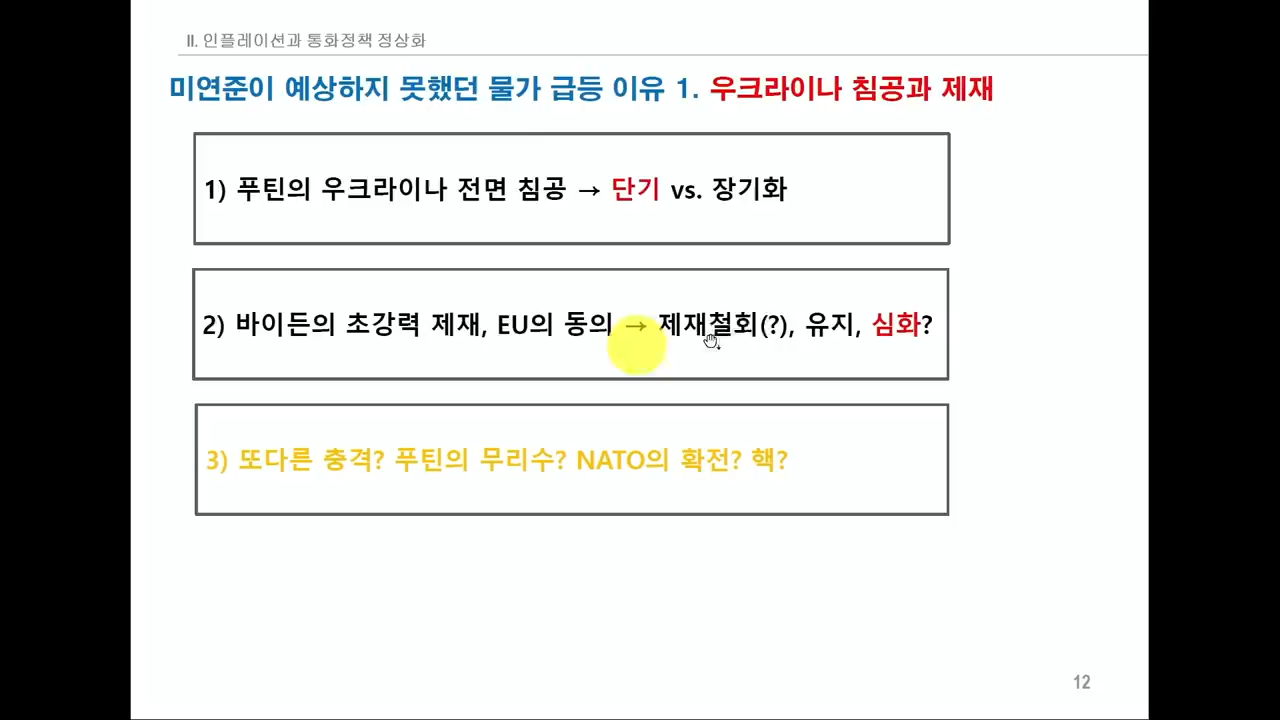 II. 인플레이션과 통화정책 정상화
미연준이 예상하지 못했던 물가 급등 이유 1. 우크라이나 침공과 제재
1) 푸틴의 우크라이나 전면 침공 → 단기 vs. 장기화
2) 바이든의 초강력 제재, EU의 동의 → 제재철회(?), 유지, 심화?
3) 또다른 충격? 푸틴의 무리수? NATO의 확전? 핵?
12